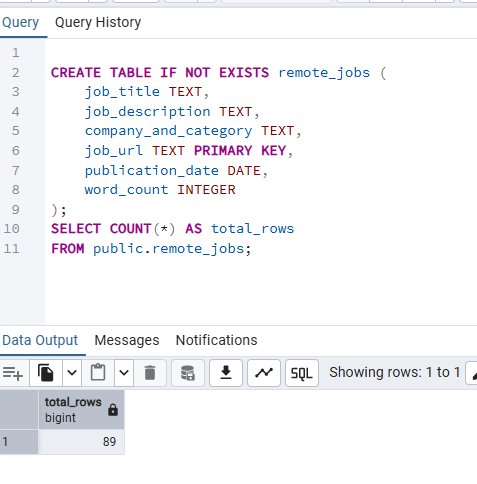 Query Query History
1
2 CREATE TABLE IF NOT EXISTS remote_jobs (
3 job_title TEXT,
4 job_description TEXT,
5 company_and_category TEXT,
6 job_url TEXT PRIMARY KEY,
7 publication_date DATE,
8 word_count INTEGER
9 );
10 SELECT COUNT(*) AS total_rows
11 FROM public.remote_jobs;
Data Output Messages Notifications
SQL Showing rows: 1 to 1
total_rows
bigint
1 89